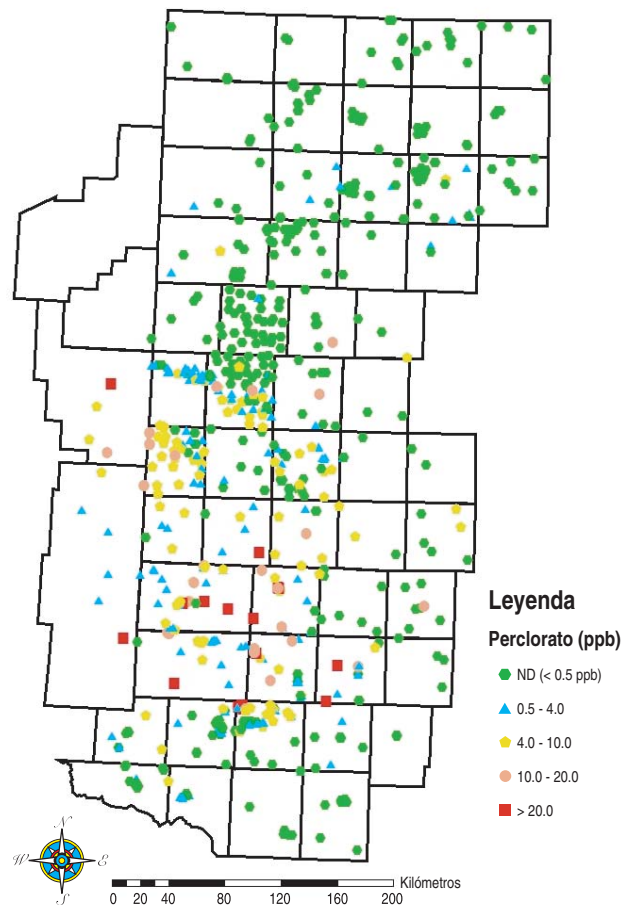 Leyenda
Perclorato (ppb)
ND (< 0.5 ppb)
0.5 - 4.0
4.0 - 10.0
10.0 - 20.0
> 20.0
N
W E
S
Kilómetros
0 20 40 80 120 160 200